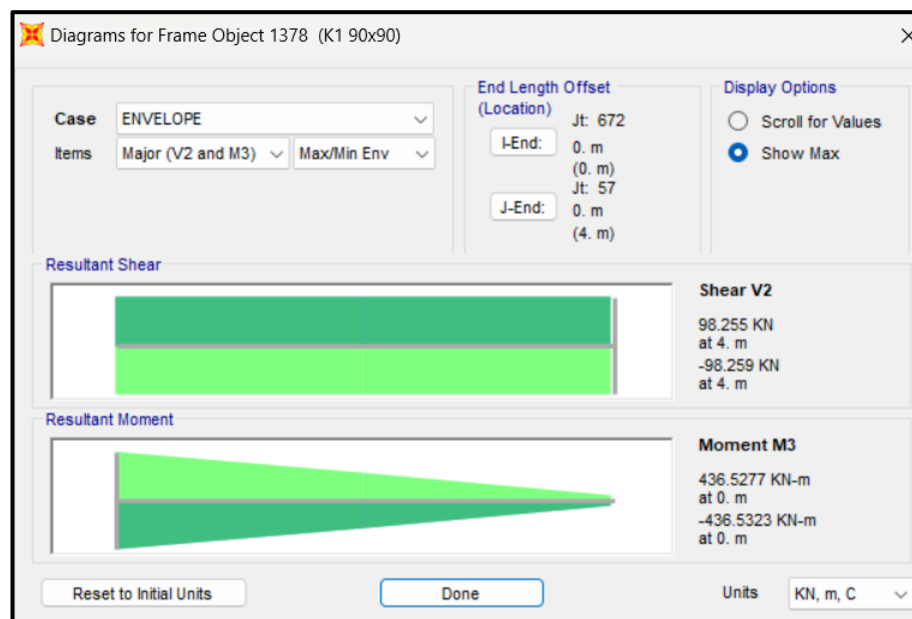 Diagrams for Frame Object 1378 (K1 90x90)
Case ENVELOPE
Items Major (V2 and M3) Max/Min Env
End Length Offset
(Location)
I-End:
Jt: 672
0. m
(0. m)
J-End:
Jt: 57
0. m
(4. m)
Display Options
Scroll for Values
Show Max
Resultant Shear
Shear V2
98.255 KN
at 4. m
-98.259 KN
at 4. m
Resultant Moment
Moment M3
436.5277 KN-m
at 0. m
-436.5323 KN-m
at 0. m
Reset to Initial Units
Done
Units KN, m, C